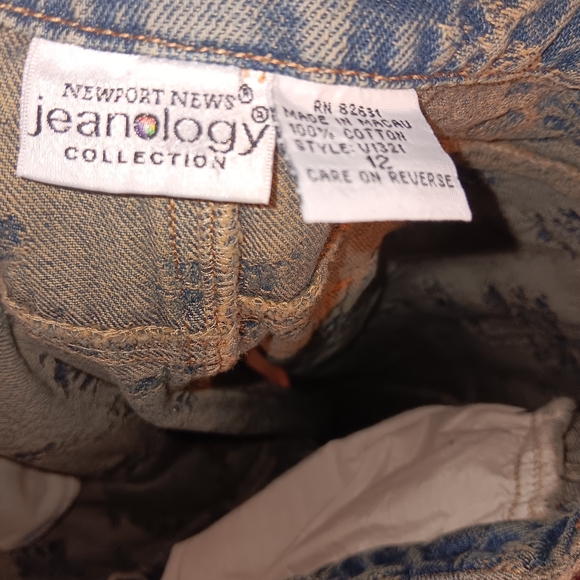 NEWPORT NEWS®
jeanology®
COLLECTION
RN 82631
MADE IN MACAU
100% COTTON
STYLE: U1321
12
CARE ON REVERSE